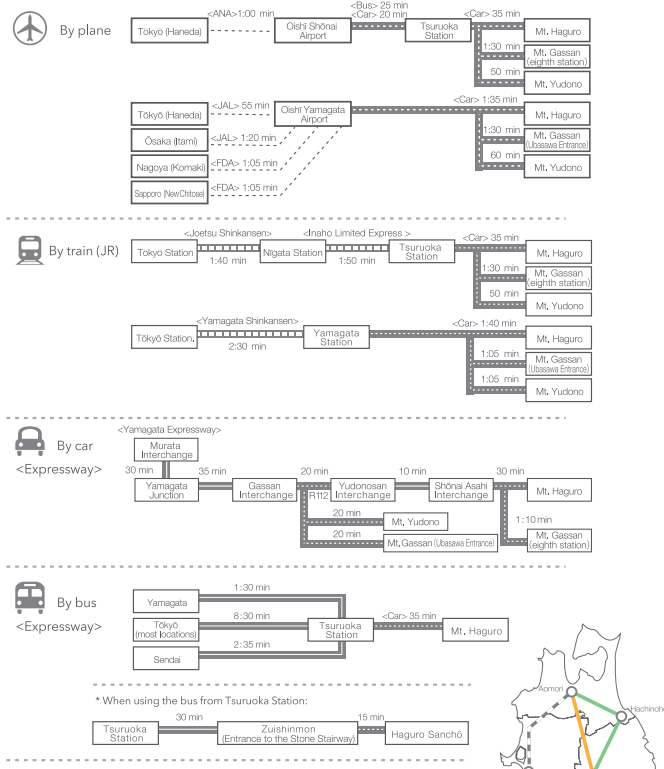 By plane
<ANA>1:00 min
<Bus> 25 min
<Car> 20 min
<Car> 35 min
Tōkyō (Haneda)
Oishī Shōnai
Airport
Tsuruoka
Station
Mt. Haguro
1:30 min
Mt. Gassan
(eighth station)
50 min
Mt. Yudono
<Car> 1:35 min
Tōkyō (Haneda)
<JAL> 55 min
Oishī Yamagata
Airport
Mt. Haguro
Ōsaka (Itami)
<JAL> 1:20 min
1:30 min
Mt. Gassan
(Ubasawa Entrance)
Nagoya (Komaki)
<FDA> 1:05 min
60 min
Mt. Yudono
Sapporo (New Chitose)
<FDA> 1:05 min
By train (JR)
<Joetsu Shinkansen>
<Inaho Limited Express >
<Car> 35 min
Tōkyō Station
1:40 min
Nīgata Station
1:50 min
Tsuruoka
Station
Mt. Haguro
1:30 min
Mt. Gassan
(eighth station)
50 min
Mt. Yudono
<Yamagata Shinkansen>
<Car> 1:40 min
Tōkyō Station.
2:30 min
Yamagata
Station
Mt. Haguro
1:05 min
Mt. Gassan
(Ubasawa Entrance)
1:05 min
Mt. Yudono
By car
<Expressway>
<Yamagata Expressway>
Murata
Interchange
30 min
35 min
20 min
10 min
30 min
Yamagata
Junction
Gassan
Interchange
R112
Yudonosan
Interchange
Shōnai Asahi
Interchange
Mt. Haguro
20 min
Mt. Yudono
20 min
Mt.Gassan (Ubasawa Entrance)
1:10 min
Mt. Gassan
(eighth station)
By bus
<Expressway>
1:30 min
Yamagata
8:30 min
Tōkyō
(most locations)
Tsuruoka
Station
<Car> 35 min
Mt. Haguro
2:35 min
Sendai
* When using the bus from Tsuruoka Station:
30 min
15 min
Tsuruoka
Station
Zuishinmon
(Entrance to the Stone Stairway)
Haguro Sanchō
Aomori
Hachinohe